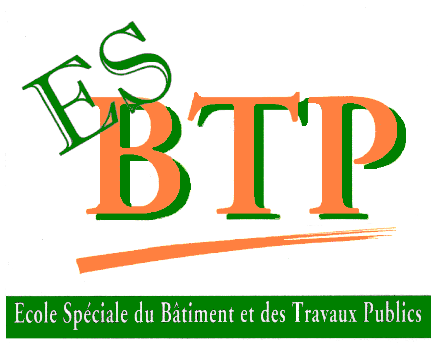 ES
BTP
Ecole Spéciale du Bâtiment et des Travaux Publics